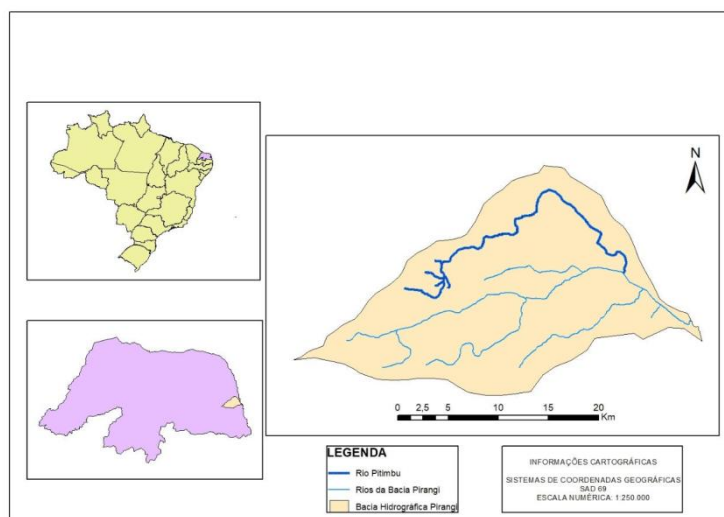 N
0 2,5 5 10 15 20
Km
LEGENDA
Rio Pitimbu
Rios da Bacia Pirangi
Bacia Hidrográfica Pirangi
INFORMAÇÕES CARTOGRÁFICAS
SISTEMAS DE COORDENADAS GEOGRÁFICAS
SAD 69
ESCALA NUMÉRICA: 1:250.000